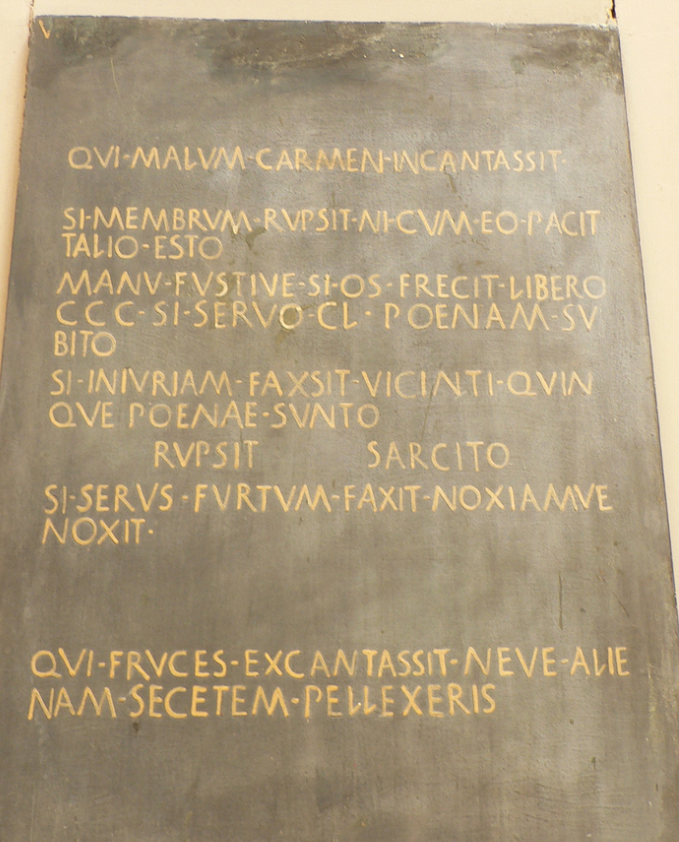 V
QVI·MALVM·CARMEN·INCANTASSIT·
SI·MEMBRVM·RVPSIT·NI·CVM·EO·PACIT
TALIO·ESTO
MANV·FVSTIVE·SI·OS·FRECIT·LIBERO
CCC·SI·SERVO·CL·POENAM·SV
BITO
SI·INIVRIAM·FAXSIT·VICINTI·QVIN
QVE POENAE·SVNTO
RVPSIT SARCITO
SI·SERVS·FVRTVM·FAXIT·NOXIAMVE
NOXIT·
QVI·FRVCES·EXCANTASSIT·NEVE·ALIE
NAM·SECETEM·PELLEXERIS